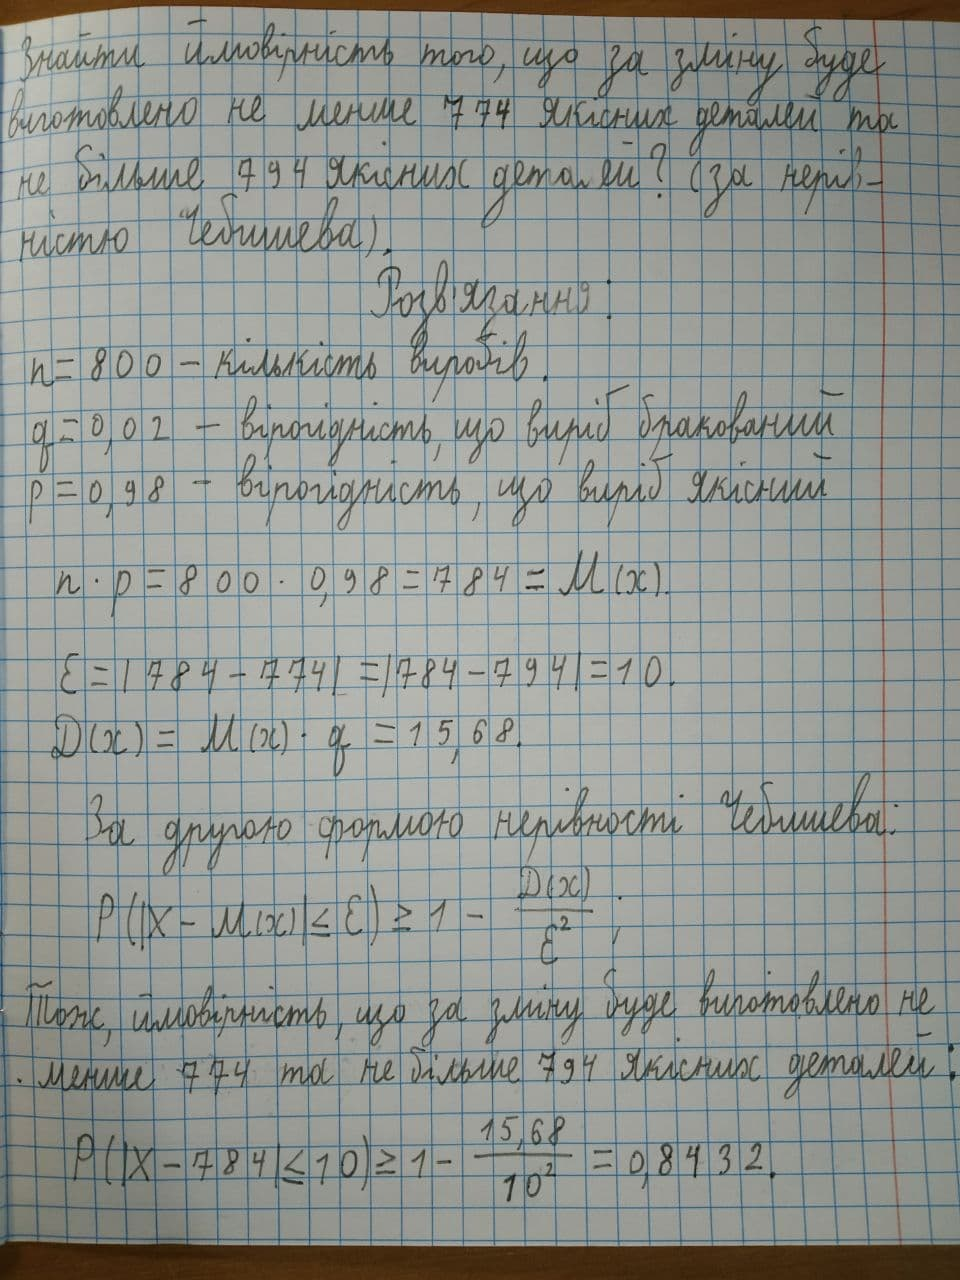 Знайти ймовірність того, що за зміну буде
виготовлено не менше 774 якісних деталей та
не більше 794 якісних деталей? (за нерів-
ністю Чебишева).
Розв'язання:
n = 800 – кількість виробів.
q = 0,02 – вірогідність, що виріб бракований
p = 0,98 – вірогідність, що виріб якісний
n · p = 800 · 0,98 = 784 = M(x).
ε = |784 - 774| = |784 - 794| = 10.
D(x) = M(x) · q = 15,68.
За другою формою нерівності Чебишева:
P(|X - M(x)| ≤ ε) ≥ 1 - D(x)/ε²;
Тож, ймовірність, що за зміну буде виготовлено не
менше 774 та не більше 794 якісних деталей:
P(|X - 784| ≤ 10) ≥ 1 - 15,68/10² = 0,8432.